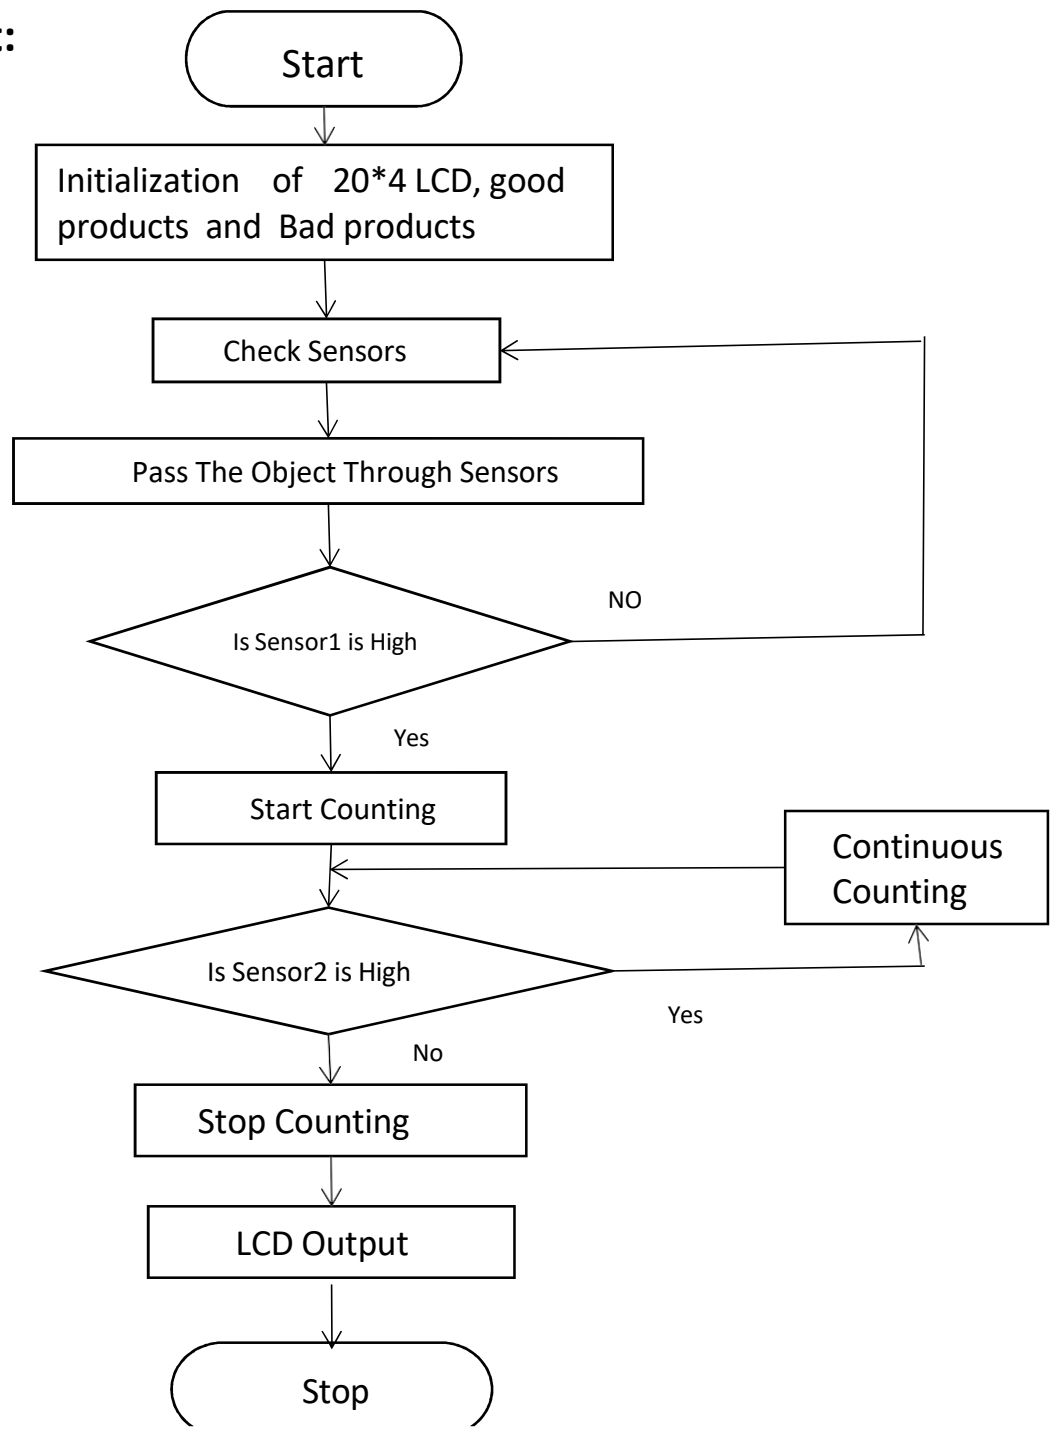 Start
Initialization of 20*4 LCD, good
products and Bad products
Check Sensors
Pass The Object Through Sensors
NO
Is Sensor1 is High
Yes
Start Counting
Continuous
Counting
Is Sensor2 is High
Yes
No
Stop Counting
LCD Output
Stop